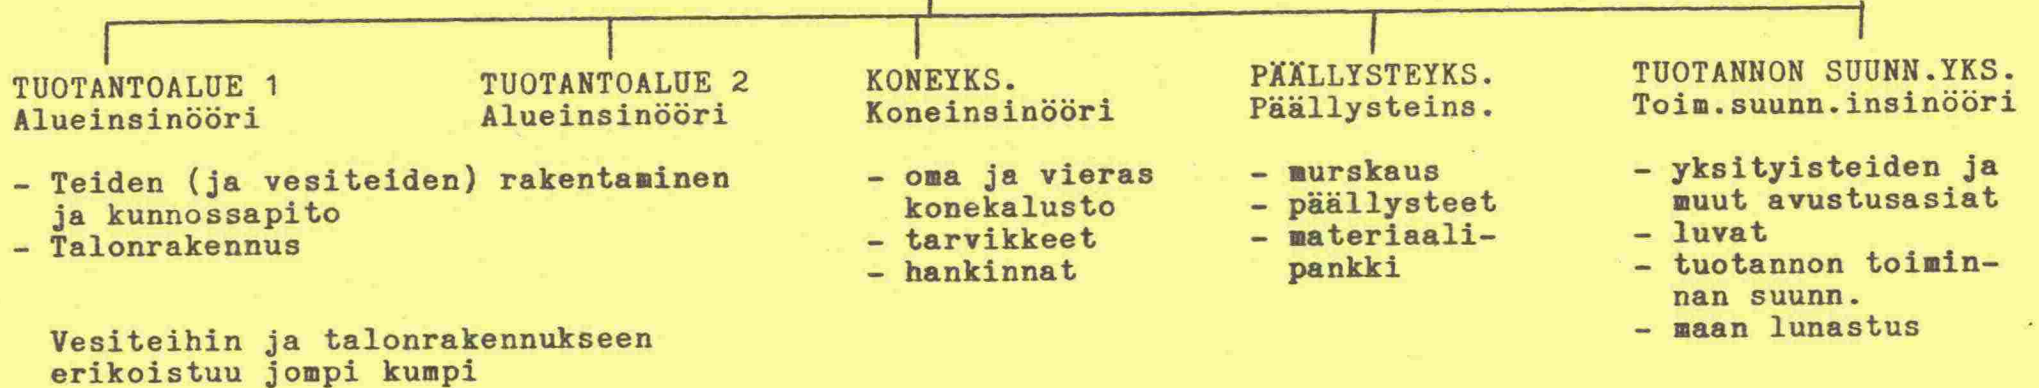 TUOTANTOALUE 1
Alueinsinööri
TUOTANTOALUE 2
Alueinsinööri
- Teiden (ja vesiteiden) rakentaminen
ja kunnossapito
- Talonrakennus
Vesiteihin ja talonrakennukseen
erikoistuu jompi kumpi
KONEYKS.
Koneinsinööri
- oma ja vieras
konekalusto
- tarvikkeet
- hankinnat
PÄÄLLYSTEYKS.
Päällysteins.
- murskaus
- päällysteet
- materiaali-
pankki
TUOTANNON SUUNN.YKS.
Toim.suunn.insinööri
- yksityisteiden ja
muut avustusasiat
- luvat
- tuotannon toimin-
nan suunn.
- maan lunastus